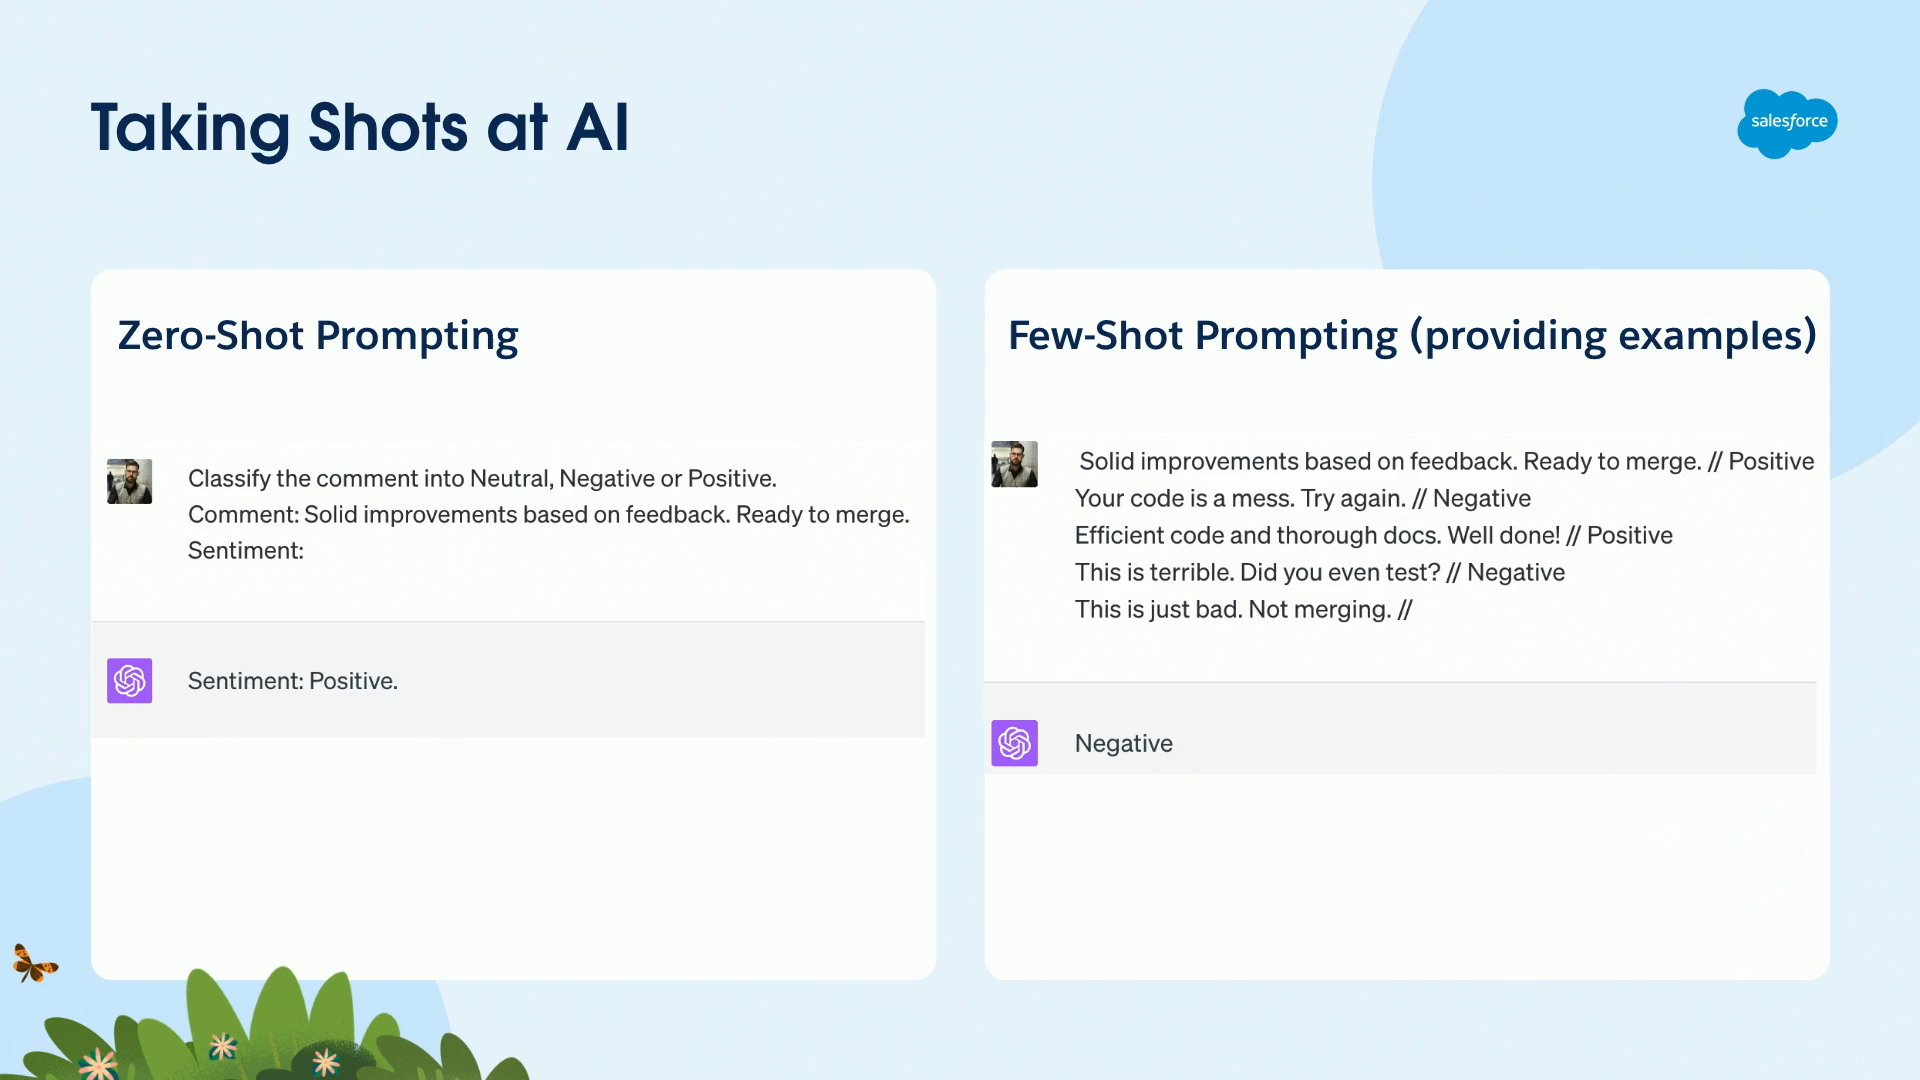 Taking Shots at AI
salesforce
Zero-Shot Prompting
Classify the comment into Neutral, Negative or Positive.
Comment: Solid improvements based on feedback. Ready to merge.
Sentiment:
Sentiment: Positive.
Few-Shot Prompting (providing examples)
Solid improvements based on feedback. Ready to merge. // Positive
Your code is a mess. Try again. // Negative
Efficient code and thorough docs. Well done! // Positive
This is terrible. Did you even test? // Negative
This is just bad. Not merging. //
Negative